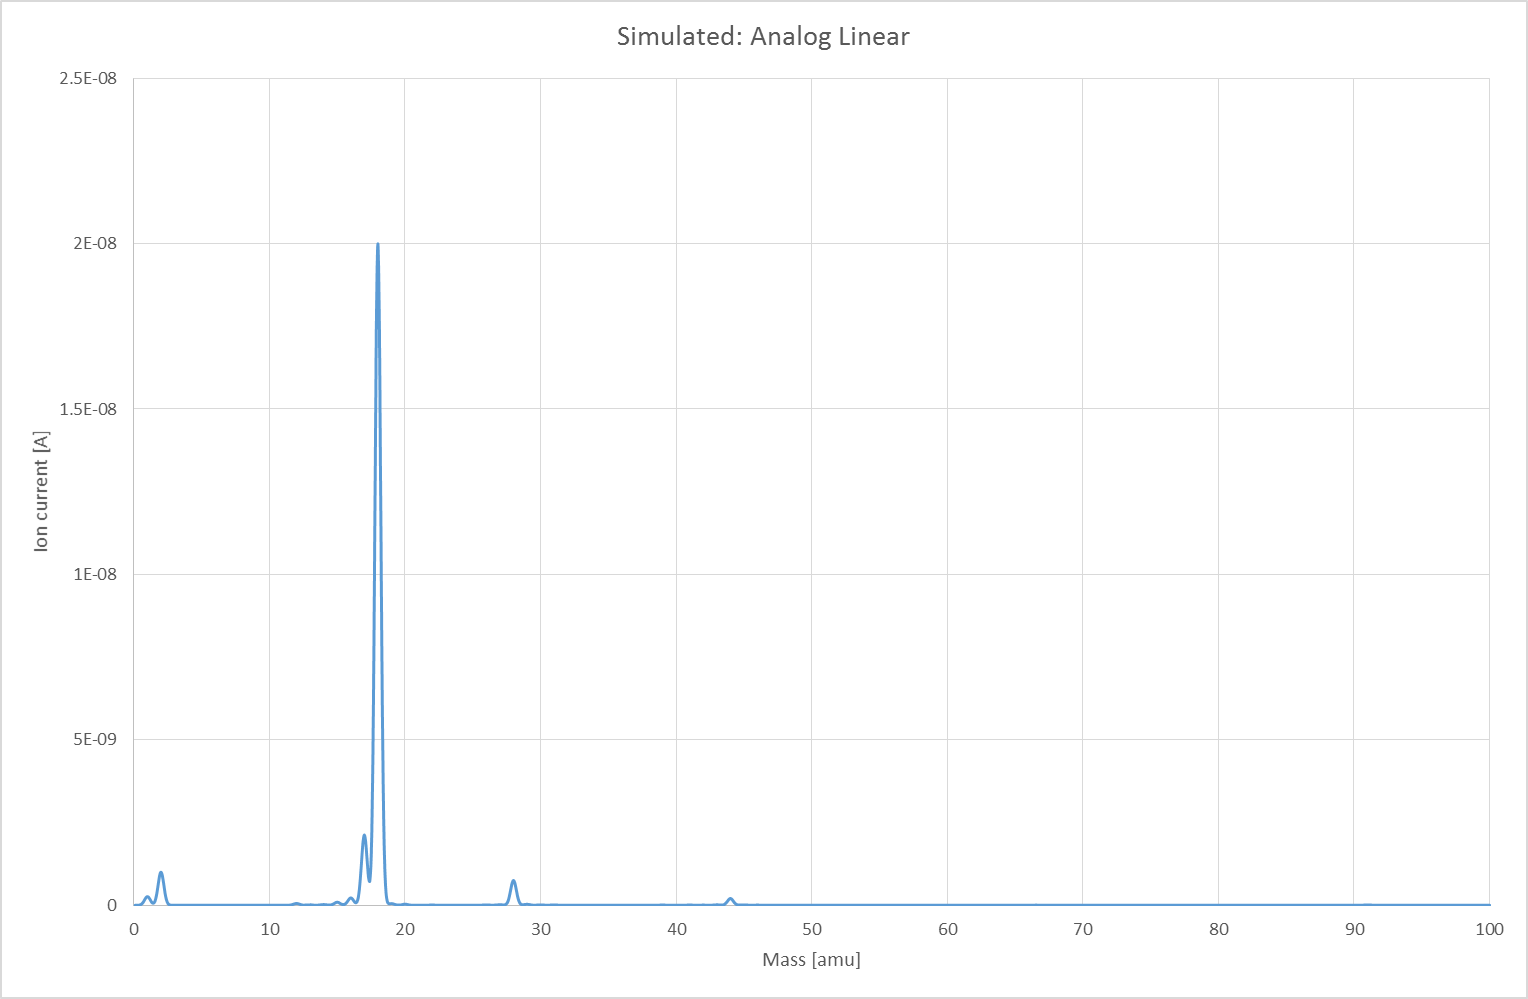 Simulated: Analog Linear
2.5E-08
2E-08
1.5E-08
1E-08
5E-09
0
Ion current [A]
0 10 20 30 40 50 60 70 80 90 100
Mass [amu]